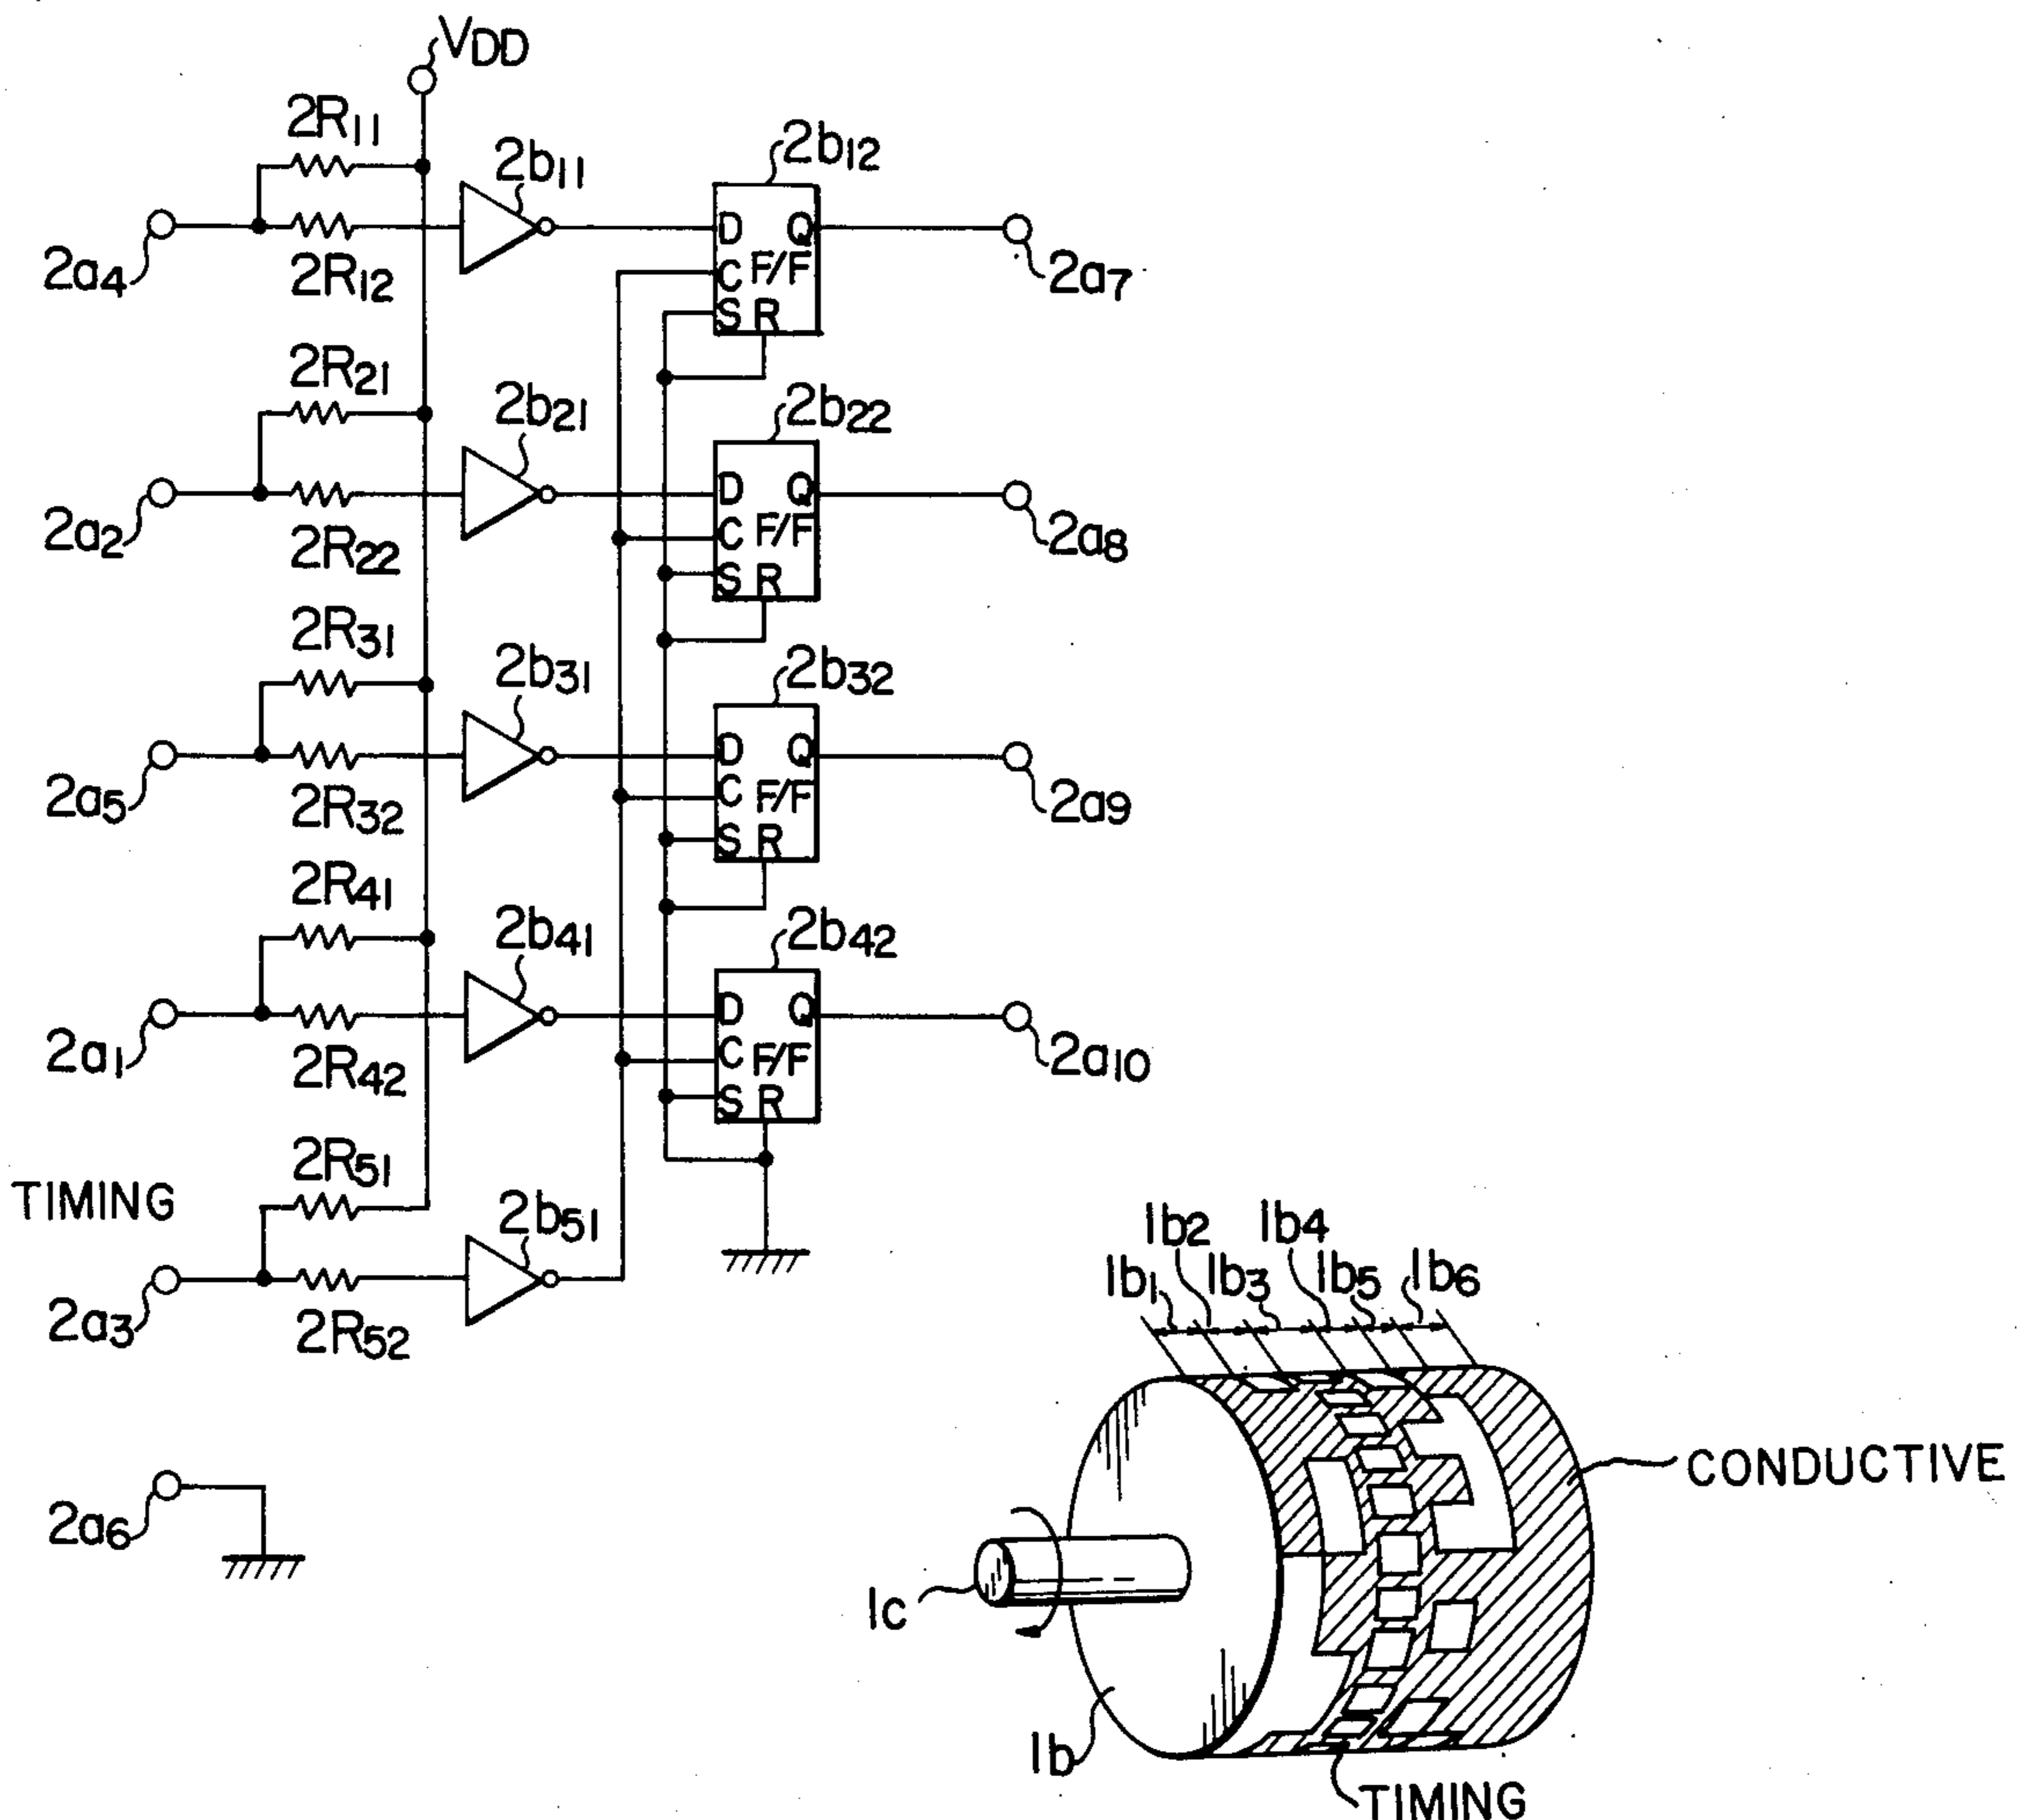 VDD
2R11
2b11
2b12
D Q
C F/F
S R
2a4
2R12
2a7
2R21
2b21
2b22
D Q
C F/F
S R
2a2
2R22
2a8
2R31
2b31
2b32
D Q
C F/F
S R
2a5
2R32
2a9
2R41
2b41
2b42
D Q
C F/F
S R
2a1
2R42
2a10
2R51
TIMING
2b51
2a3
2R52
2a6
1b1
1b2
1b3
1b4
1b5
1b6
CONDUCTIVE
1c
1b
TIMING